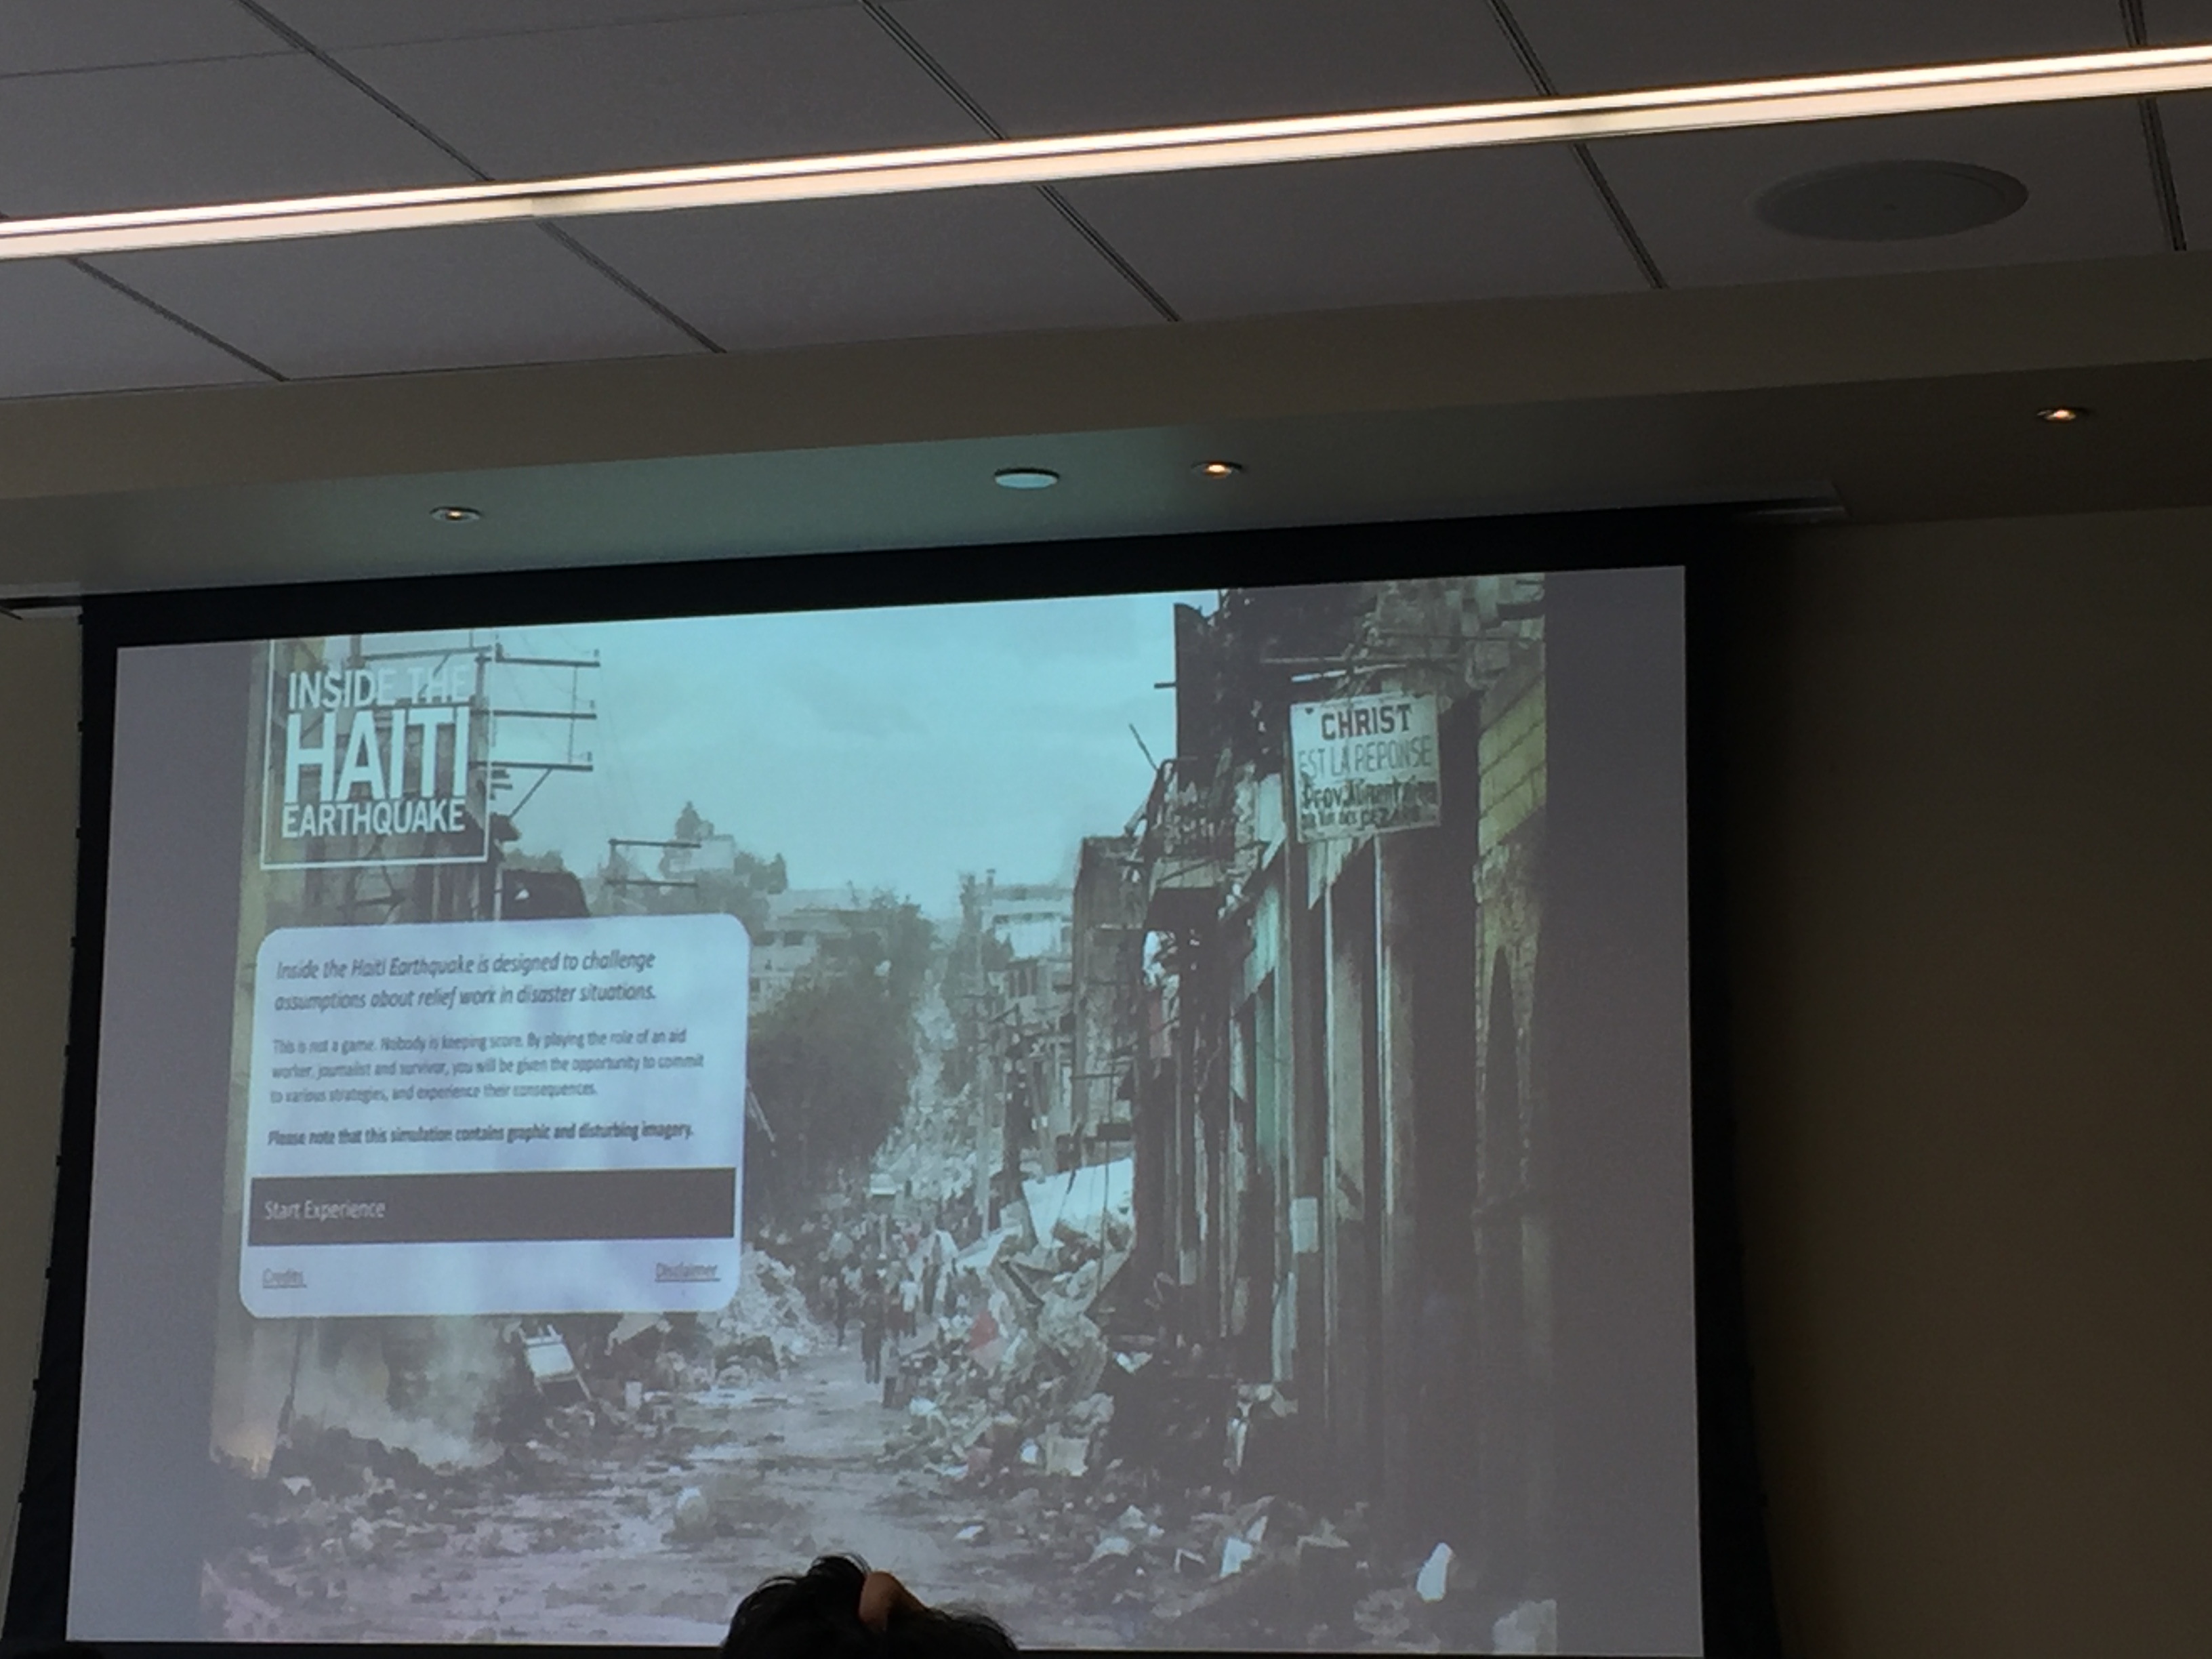 INSIDE THE
HAITI
EARTHQUAKE
CHRIST
EST LA REPONSE
Prov. Alimentaires
Inside the Haiti Earthquake is designed to challenge
assumptions about relief work in disaster situations.
This is not a game. Nobody is keeping score. By playing the role of an aid
worker, journalist and survivor, you will be given the opportunity to commit
to various strategies, and experience their consequences.
Please note that this simulation contains graphic and disturbing imagery.
Start Experience
Credits
Disclaimer